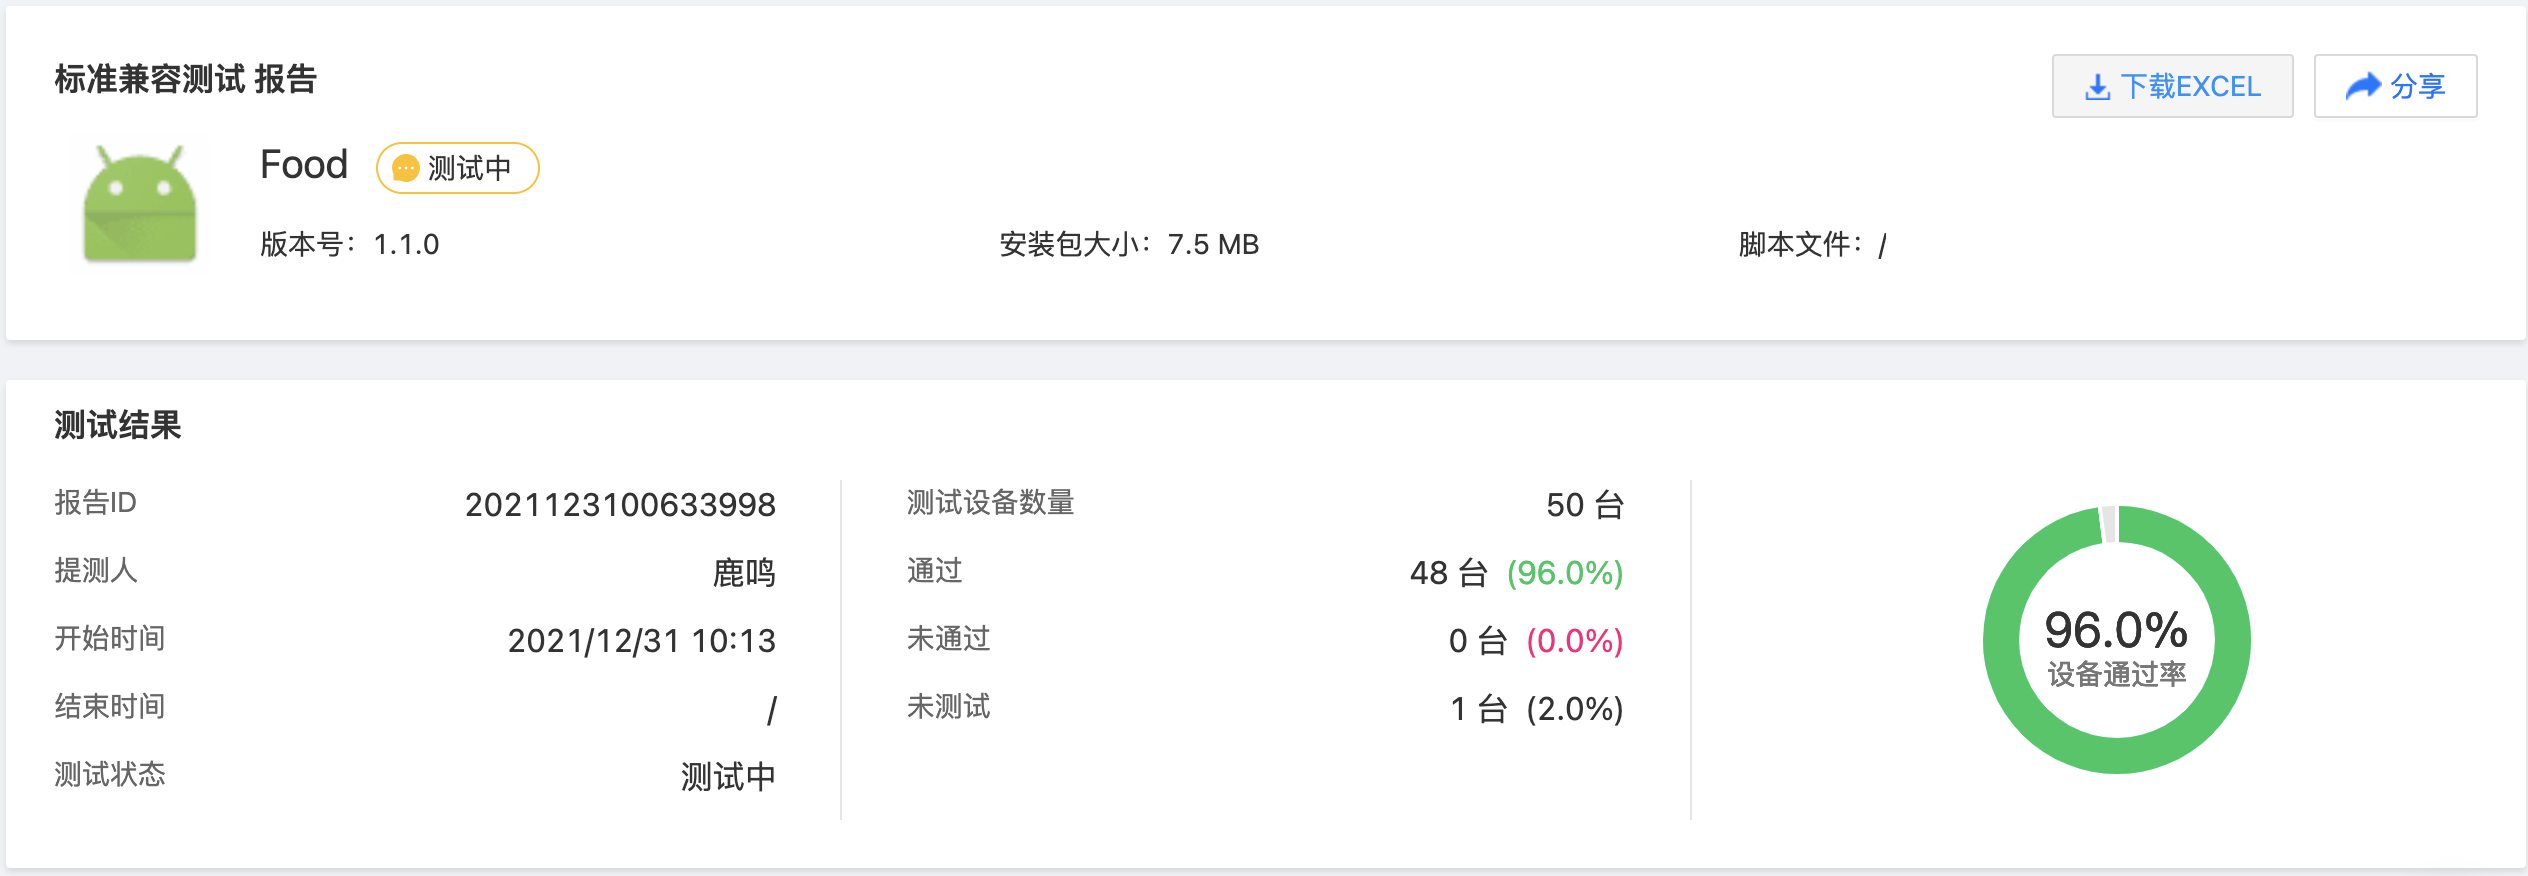 标准兼容测试 报告
下载EXCEL
分享
Food
测试中
版本号：1.1.0
安装包大小：7.5 MB
脚本文件：/
测试结果
报告ID 2021123100633998
提测人 鹿鸣
开始时间 2021/12/31 10:13
结束时间 /
测试状态 测试中
测试设备数量 50 台
通过 48 台 (96.0%)
未通过 0 台 (0.0%)
未测试 1 台 (2.0%)
96.0%
设备通过率